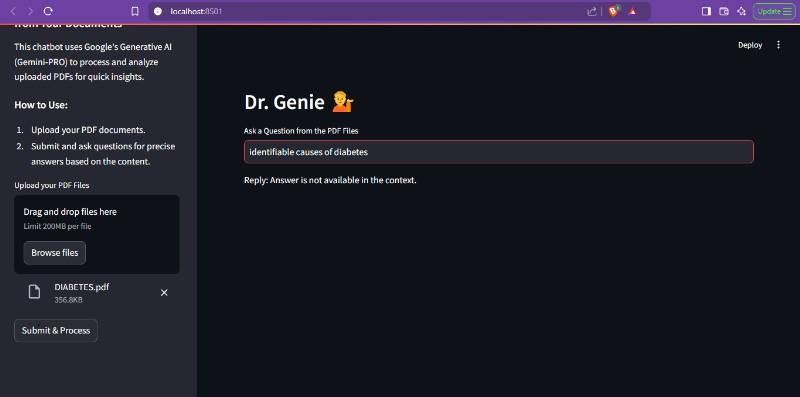 localhost:8501
Update
from Your Documents
This chatbot uses Google's Generative AI
(Gemini-PRO) to process and analyze
uploaded PDFs for quick insights.
How to Use:
1. Upload your PDF documents.
2. Submit and ask questions for precise
answers based on the content.
Upload your PDF Files
Drag and drop files here
Limit 200MB per file
Browse files
DIABETES.pdf
356.8KB
Submit & Process
Deploy
Dr. Genie
Ask a Question from the PDF Files
identifiable causes of diabetes
Reply: Answer is not available in the context.